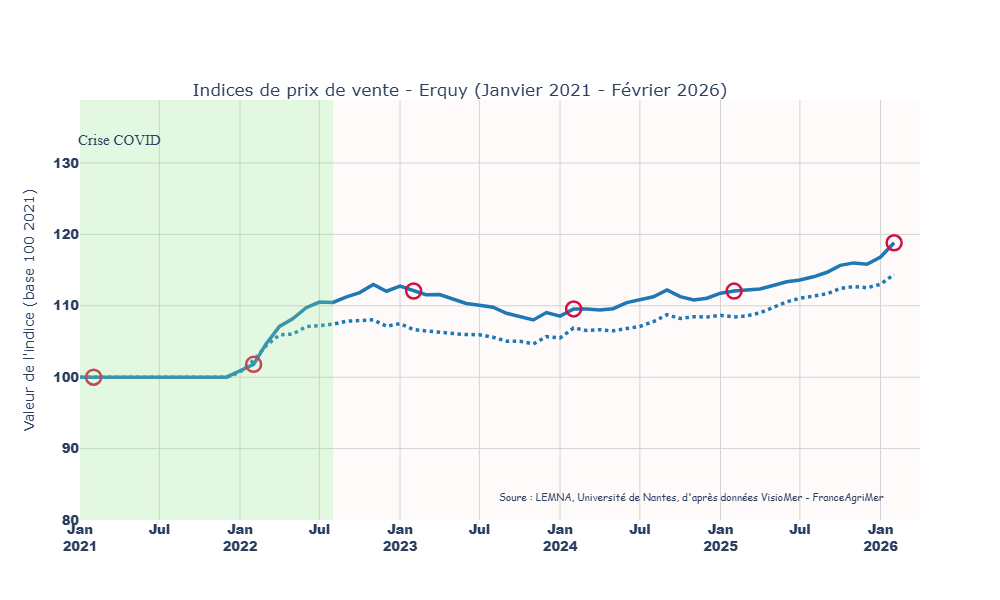 Indices de prix de vente - Erquy (Janvier 2021 - Février 2026)
Crise COVID
Valeur de l'indice (base 100 2021)
130
120
110
100
90
80
Soure : LEMNA, Université de Nantes, d'après données VisioMer - FranceAgriMer
Jan Jul Jan Jul Jan Jul Jan Jul Jan Jul Jan
2021 2022 2023 2024 2025 2026